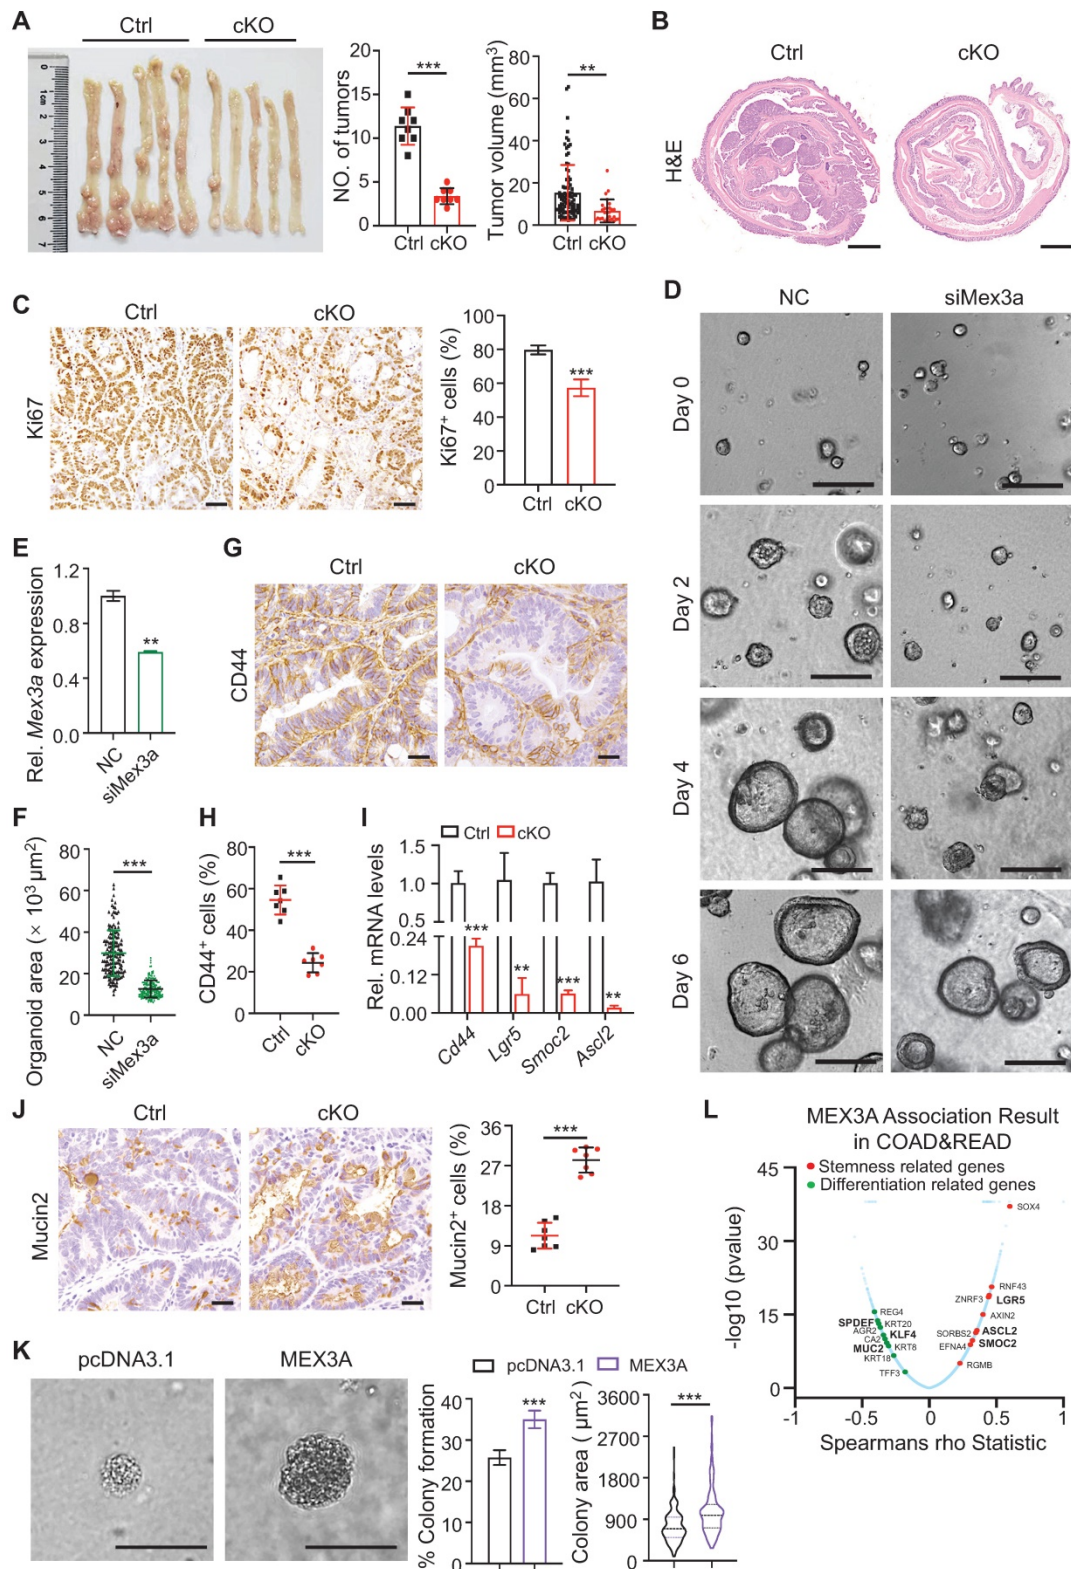 A
Ctrl
cKO
0
1cm
2
3
4
5
6
7
NO. of tumors
20
15
10
5
0
***
Ctrl cKO
Tumor volume (mm³)
80
60
40
20
0
**
Ctrl cKO
B
Ctrl
cKO
H&E
C
Ctrl
cKO
Ki67
Ki67⁺ cells (%)
100
80
60
40
20
0
***
Ctrl cKO
D
NC
siMex3a
Day 0
Day 2
Day 4
Day 6
E
Rel. Mex3a expression
1.2
0.8
0.4
0.0
**
NC
siMex3a
G
Ctrl
cKO
CD44
F
Organoid area (× 10³ µm²)
80
60
40
20
0
***
NC
siMex3a
H
CD44⁺ cells (%)
80
60
40
20
0
***
Ctrl
cKO
I
Ctrl cKO
Rel. mRNA levels
1.5
1.0
0.5
0.24
0.12
0.00
***
**
***
**
Cd44
Lgr5
Smoc2
Ascl2
J
Ctrl
cKO
Mucin2
Mucin2⁺ cells (%)
36
27
18
9
0
***
Ctrl cKO
K
pcDNA3.1
MEX3A
pcDNA3.1 MEX3A
% Colony formation
40
30
20
10
0
***
Colony area ( µm²)
3600
2700
1800
900
0
***
L
MEX3A Association Result
in COAD&READ
Stemness related genes
Differentiation related genes
-log10 (pvalue)
45
30
15
0
SOX4
RNF43
ZNRF3
LGR5
AXIN2
SORBS2
ASCL2
EFNA4
SMOC2
RGMB
REG4
SPDEF
KRT20
AGR2
KLF4
CA2
MUC2
KRT8
KRT18
TFF3
-1 -0.5 0 0.5 1
Spearmans rho Statistic